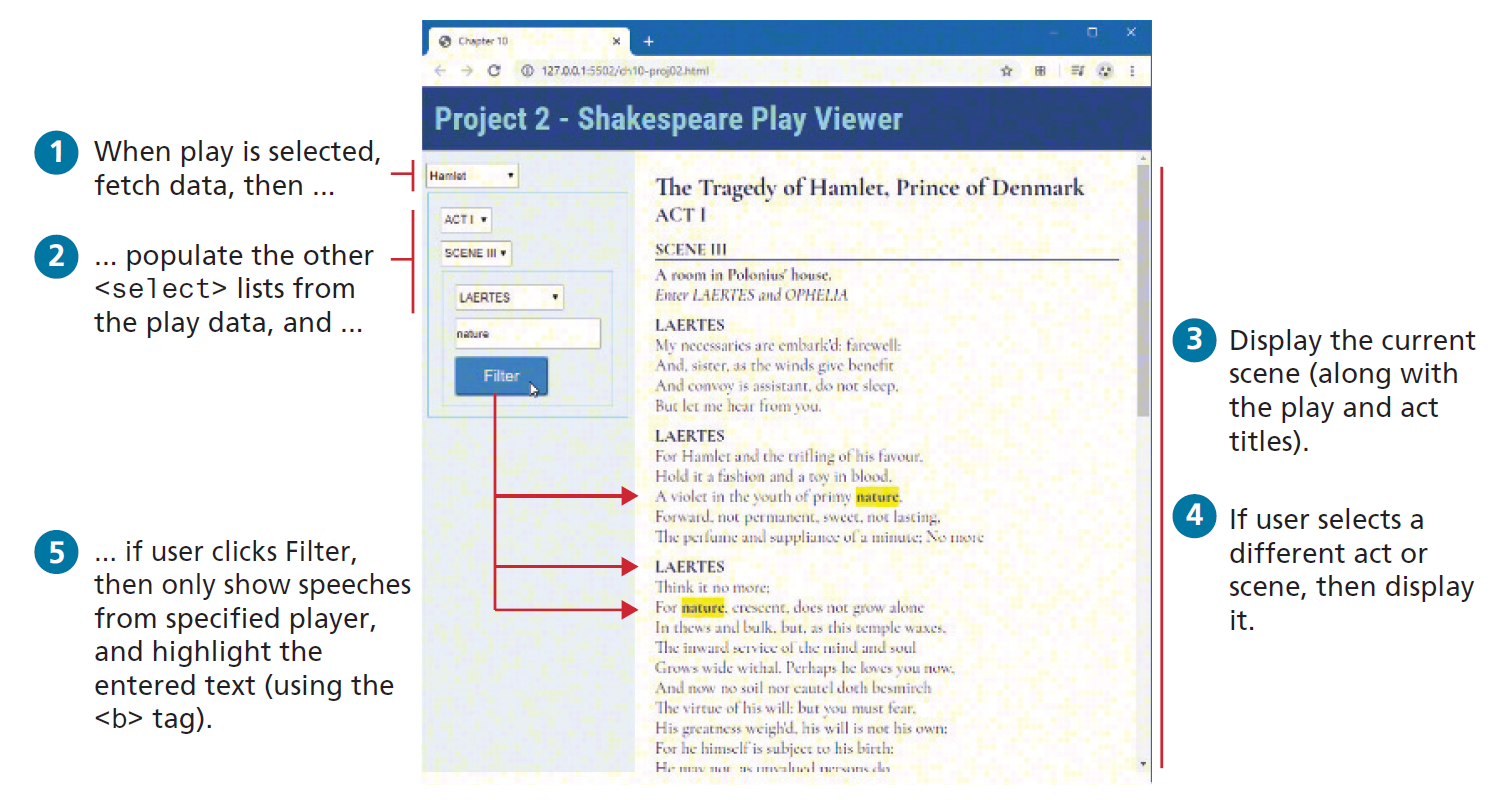 Chapter 10
127.0.0.1:5502/ch10-proj02.html
Project 2 - Shakespeare Play Viewer
1
When play is selected,
fetch data, then ...
2
... populate the other
<select> lists from
the play data, and ...
5
... if user clicks Filter,
then only show speeches
from specified player,
and highlight the
entered text (using the
<b> tag).
Hamlet
ACT I
SCENE III
LAERTES
nature
Filter
The Tragedy of Hamlet, Prince of Denmark
ACT I
SCENE III
A room in Polonius' house.
Enter LAERTES and OPHELIA
LAERTES
My necessaries are embark'd: farewell:
And, sister, as the winds give benefit
And convoy is assistant, do not sleep,
But let me hear from you.
LAERTES
For Hamlet and the trifling of his favour,
Hold it a fashion and a toy in blood,
A violet in the youth of primy nature,
Forward, not permanent, sweet, not lasting,
The perfume and suppliance of a minute; No more
LAERTES
Think it no more;
For nature, crescent, does not grow alone
In thews and bulk, but, as this temple waxes,
The inward service of the mind and soul
Grows wide withal. Perhaps he loves you now,
And now no soil nor cautel doth besmirch
The virtue of his will: but you must fear,
His greatness weigh'd, his will is not his own;
For he himself is subject to his birth:
He may not, as unvalued persons do,
3
Display the current
scene (along with
the play and act
titles).
4
If user selects a
different act or
scene, then display
it.